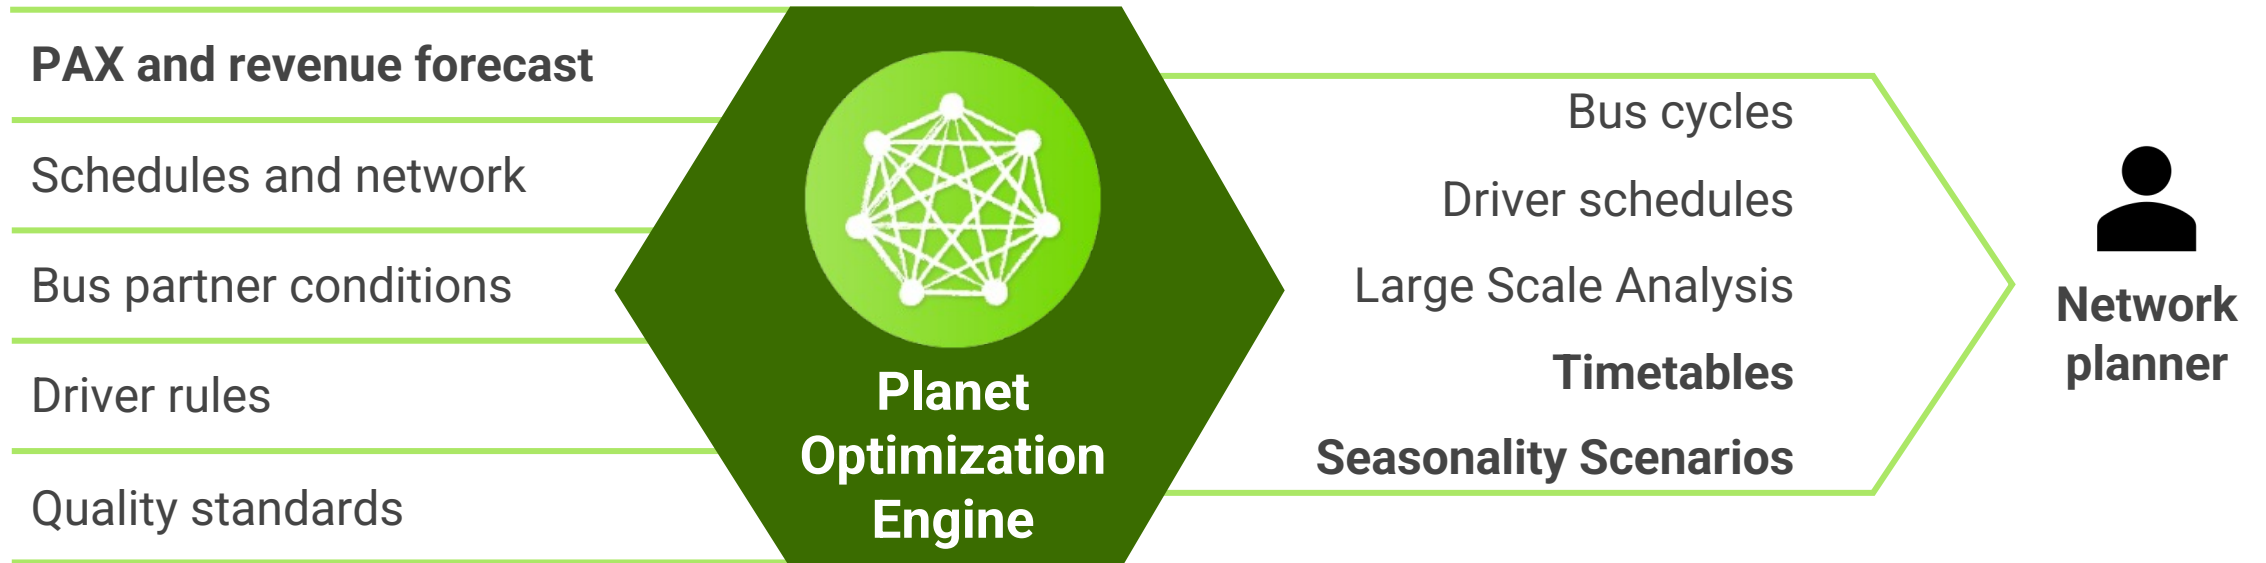 PAX and revenue forecast
Schedules and network
Bus partner conditions
Driver rules
Quality standards
Planet
Optimization
Engine
Bus cycles
Driver schedules
Large Scale Analysis
Timetables
Seasonality Scenarios
Network
planner